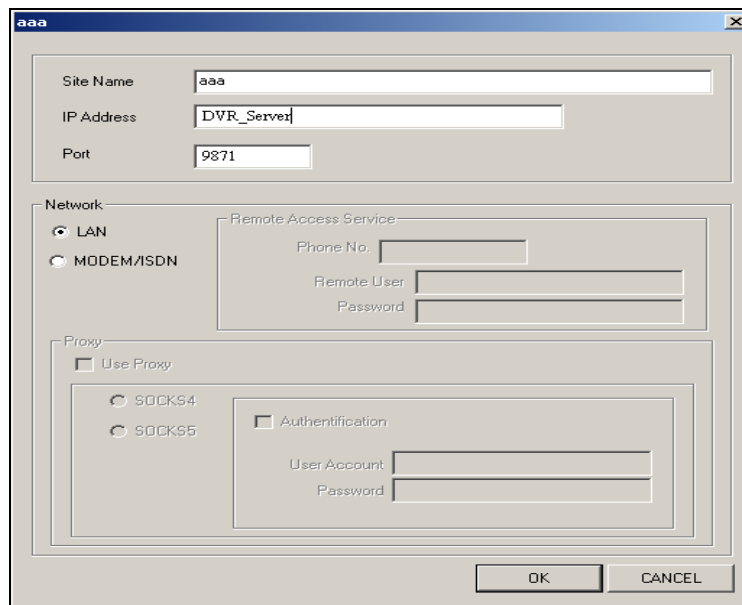 aaa
Site Name aaa
IP Address DVR_Server
Port 9871
Network
LAN
MODEM/ISDN
Remote Access Service
Phone No.
Remote User
Password
Proxy
Use Proxy
SOCKS4
SOCKS5
Authentification
User Account
Password
OK CANCEL